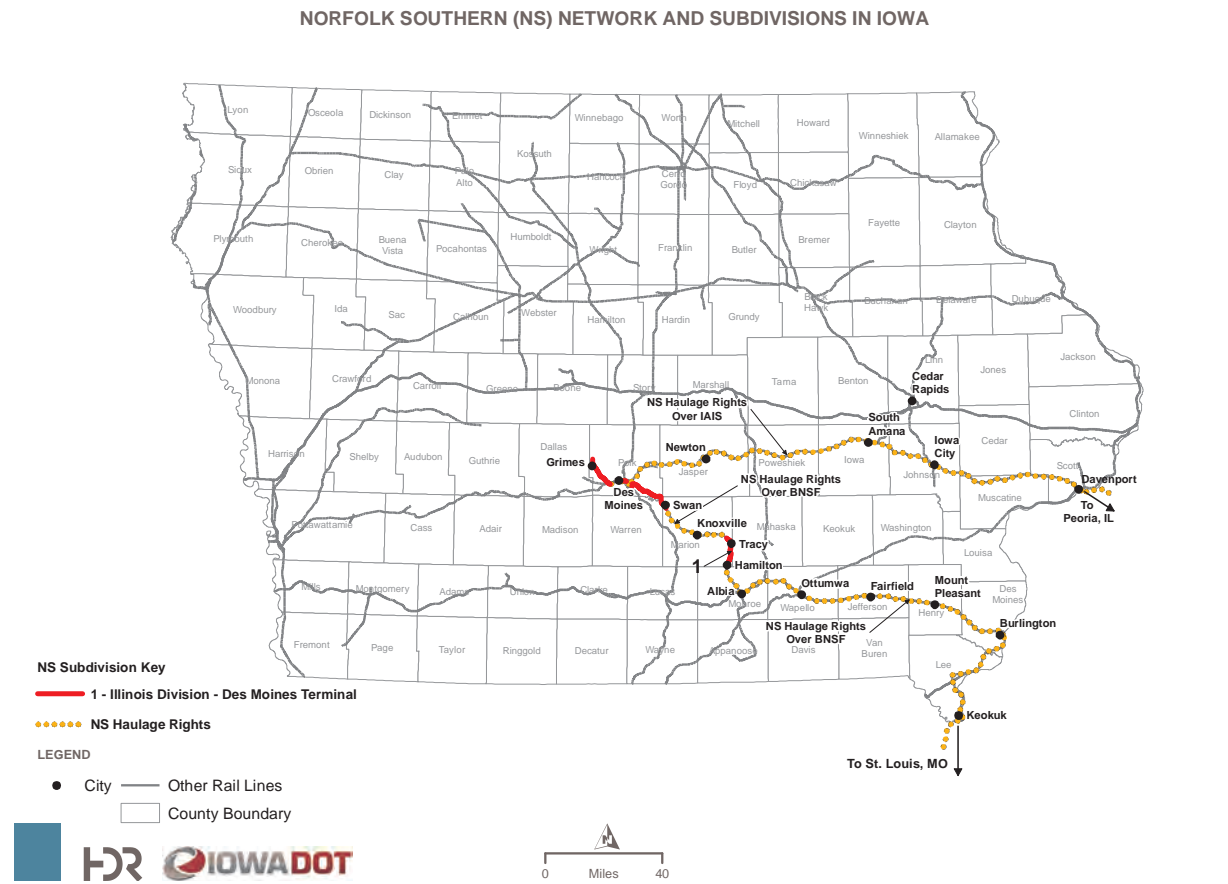 NORFOLK SOUTHERN (NS) NETWORK AND SUBDIVISIONS IN IOWA
Lyon
Osceola
Dickinson
Emmet
Winnebago
Worth
Mitchell
Howard
Winneshiek
Allamakee
Kossuth
Sioux
Obrien
Clay
Palo
Alto
Hancock
Cerro
Gordo
Floyd
Chickasaw
Fayette
Clayton
Plymouth
Cherokee
Buena
Vista
Pocahontas
Humboldt
Wright
Franklin
Butler
Bremer
Woodbury
Ida
Sac
Calhoun
Webster
Hamilton
Hardin
Grundy
Black
Hawk
Buchanan
Delaware
Dubuque
Monona
Crawford
Carroll
Greene
Boone
Story
Marshall
Tama
Benton
Linn
Jones
Jackson
Cedar
Rapids
Clinton
NS Haulage Rights
Over IAIS
South
Amana
Harrison
Shelby
Audubon
Guthrie
Dallas
Grimes
Polk
Newton
Jasper
Poweshiek
Iowa
Iowa
City
Johnson
Cedar
Scott
Davenport
Muscatine
To
Peoria, IL
Des
Moines
Swan
NS Haulage Rights
Over BNSF
Pottawattamie
Cass
Adair
Madison
Warren
Knoxville
Marion
Tracy
Mahaska
Keokuk
Washington
Louisa
1
Hamilton
Mills
Montgomery
Adams
Union
Clarke
Lucas
Albia
Monroe
Ottumwa
Wapello
Fairfield
Jefferson
Mount
Pleasant
Henry
Des
Moines
Burlington
NS Haulage Rights
Over BNSF
Fremont
Page
Taylor
Ringgold
Decatur
Wayne
Appanoose
Davis
Van
Buren
Lee
Keokuk
To St. Louis, MO
NS Subdivision Key
1 - Illinois Division - Des Moines Terminal
NS Haulage Rights
LEGEND
City
Other Rail Lines
County Boundary
HDR
IOWADOT
N
0 Miles 40